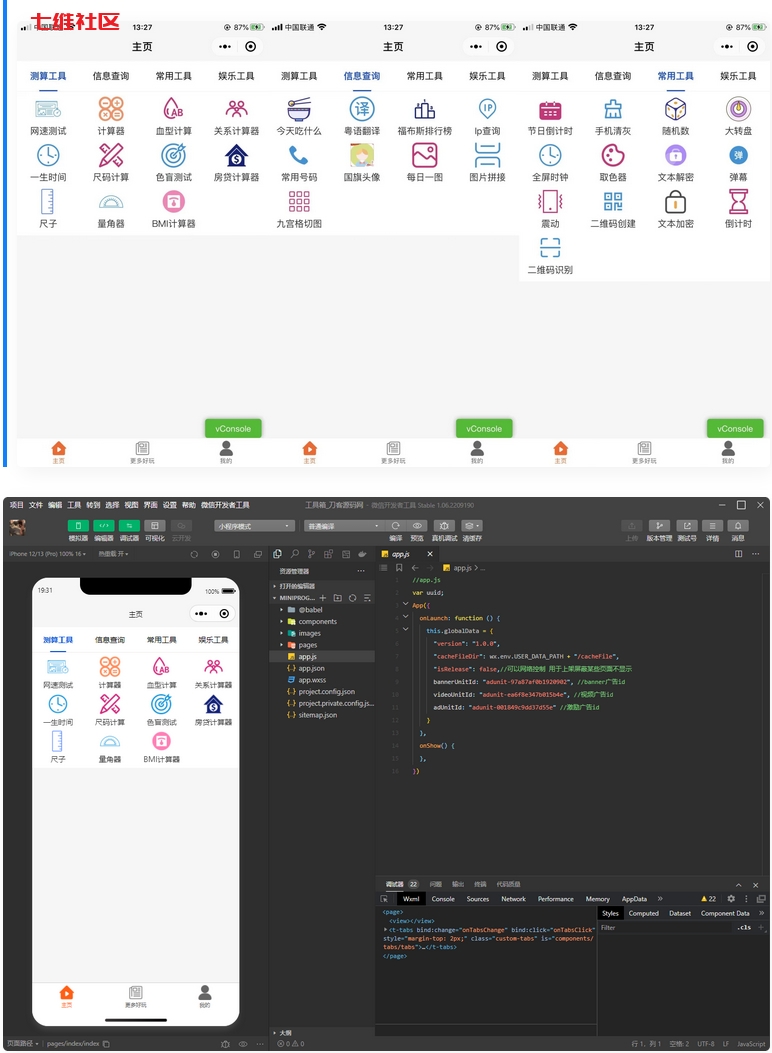 七维社区
中国联通 13:27 87% 中国联通 13:27 87% 中国联通 13:27 87%
主页 主页 主页
测算工具 信息查询 常用工具 娱乐工具 测算工具 信息查询 常用工具 娱乐工具 测算工具 信息查询 常用工具 娱乐工具
网速测试 计算器 血型计算 关系计算器 今天吃什么 粤语翻译 福布斯排行榜 Ip查询 节日倒计时 手机清灰 随机数 大转盘
一生时间 尺码计算 色盲测试 房贷计算器 常用号码 国旗头像 每日一图 图片拼接 全屏时钟 取色器 文本解密 弹幕
尺子 量角器 BMI计算器 九宫格切图 震动 二维码创建 文本加密 倒计时
二维码识别
vConsole vConsole vConsole
主页 更多好玩 我的 主页 更多好玩 我的 主页 更多好玩 我的
项目 文件 编辑 工具 转到 选择 视图 界面 设置 帮助 微信开发者工具 工具箱_刀客源码网 - 微信开发者工具 Stable 1.06.2209190
小程序模式 普通编译
模拟器 编辑器 调试器 可视化 云开发 编译 预览 真机调试 清缓存 上传 版本管理 测试号 详情 消息
iPhone 12/13 (Pro) 100% 16 热重载 开
资源管理器
打开的编辑器
MINIPROG...
@babel
components
images
pages
app.js
app.json
app.wxss
project.config.json
project.private.config.js...
sitemap.json
大纲
19:31 100%
主页
测算工具 信息查询 常用工具 娱乐工具
网速测试 计算器 血型计算 关系计算器
一生时间 尺码计算 色盲测试 房贷计算器
尺子 量角器 BMI计算器
主页 更多好玩 我的
app.js
app.js > ...
1 //app.js
2 var uuid;
3 App({
4 onLaunch: function () {
5 this.globalData = {
6 "version": "1.0.0",
7 "cacheFileDir": wx.env.USER_DATA_PATH + "/cacheFile",
8 "isRelease": false,//可以网络控制 用于上架屏蔽某些页面不显示
9 bannerUnitId: "adunit-97a87af0b1920902", //banner广告id
10 videoUnitId: "adunit-ea6f8e347b015b4e", //视频广告id
11 adUnitId: "adunit-001849c9dd37d55e" //激励广告id
12 }
13 },
14 onShow() {
15 },
16 })
调试器 22 问题 输出 终端 代码质量
Wxml Console Sources Network Performance Memory AppData » 22
<page>
<view></view>
<t-tabs bind:change="onTabsChange" bind:click="onTabsClick"
style="margin-top: 2px;" class="custom-tabs" is="components/
tabs/tabs">…</t-tabs>
</page>
Styles Computed Dataset Component Data »
Filter .cls +
页面路径 pages/index/index 0 0 行 1，列 1 空格: 2 UTF-8 LF JavaScript